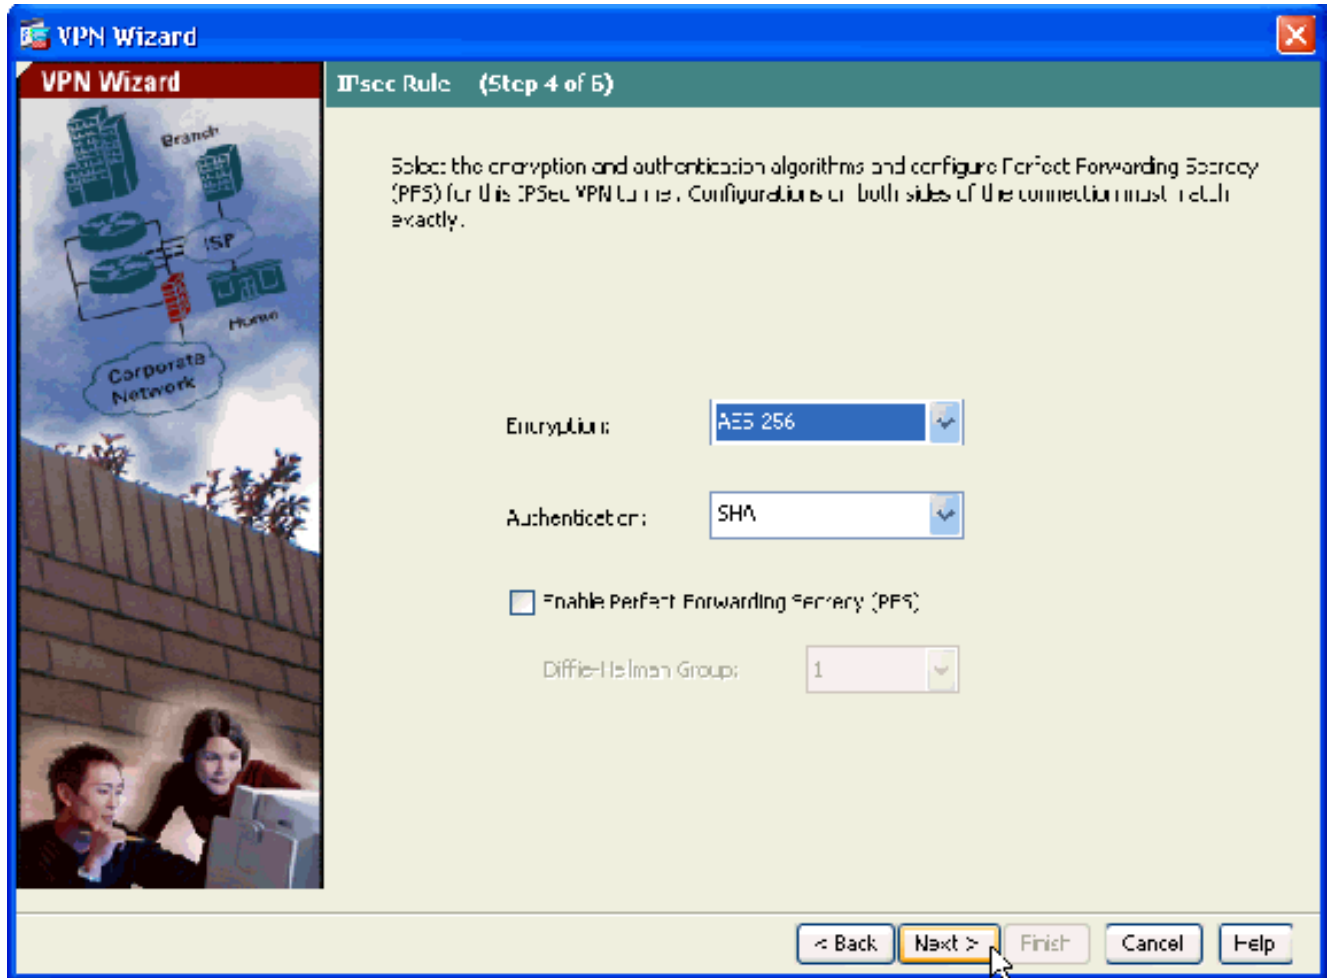 VPN Wizard
VPN Wizard
IPsec Rule (Step 4 of 6)
Branch
ISP
Home
Corporate
Network
Select the encryption and authentication algorithms and configure Perfect Forwarding Secrecy
(PFS) for this IPSec VPN tunnel. Configurations on both sides of the connection must match
exactly.
Encryption: AES-256
Authentication: SHA
Enable Perfect Forwarding Secrecy (PFS)
Diffie-Hellman Group: 1
< Back Next > Finish Cancel Help